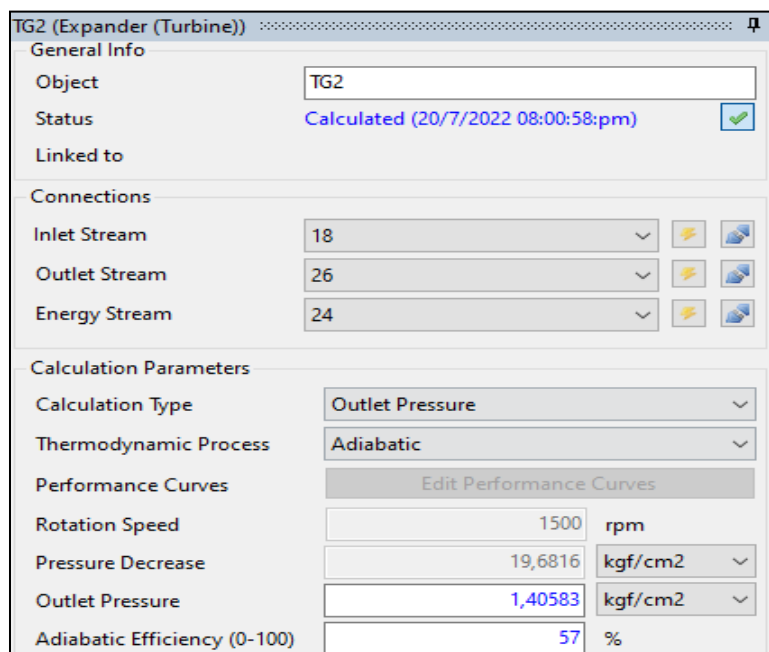 TG2 (Expander (Turbine))
General Info
Object TG2
Status Calculated (20/7/2022 08:00:58:pm)
Linked to
Connections
Inlet Stream 18
Outlet Stream 26
Energy Stream 24
Calculation Parameters
Calculation Type Outlet Pressure
Thermodynamic Process Adiabatic
Performance Curves Edit Performance Curves
Rotation Speed 1500 rpm
Pressure Decrease 19,6816 kgf/cm2
Outlet Pressure 1,40583 kgf/cm2
Adiabatic Efficiency (0-100) 57 %